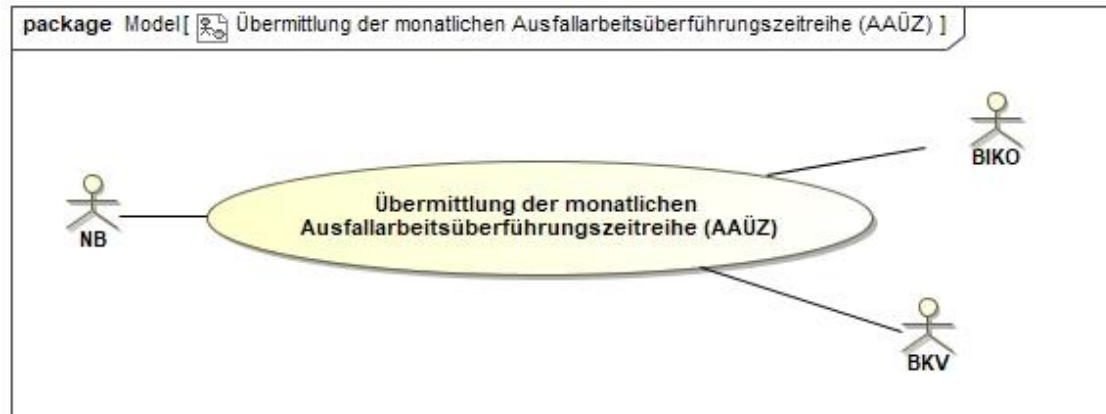 package Model[ Übermittlung der monatlichen Ausfallarbeitsüberführungszeitreihe (AAÜZ) ]
BIKO
NB
Übermittlung der monatlichen
Ausfallarbeitsüberführungszeitreihe (AAÜZ)
BKV